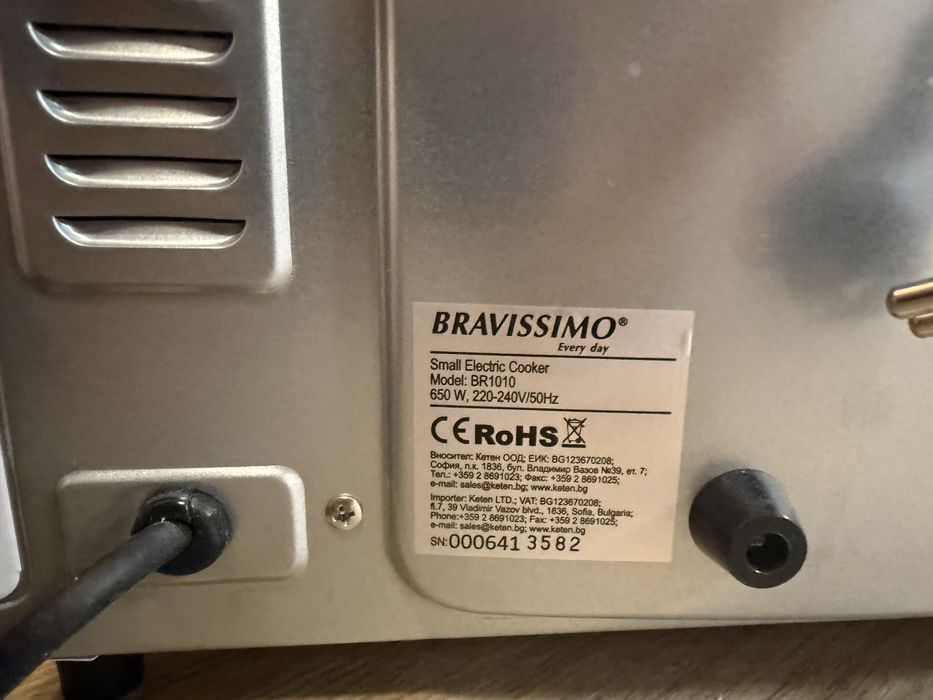 BRAVISSIMO®
Every day
Small Electric Cooker
Model: BR1010
650 W, 220-240V/50Hz
CE RoHS
Вносител: Кетен ООД; ЕИК: BG123670208;
София, п.к. 1836, бул. Владимир Вазов №39, ет. 7;
Тел.: +359 2 8691023; Факс: +359 2 8691025;
e-mail: sales@keten.bg; www.keten.bg
Importer: Keten LTD.; VAT: BG123670208;
fl.7, 39 Vladimir Vazov blvd., 1836, Sofia, Bulgaria;
Phone:+359 2 8691023; Fax: +359 2 8691025;
e-mail: sales@keten.bg; www.keten.bg
SN:000641 3582